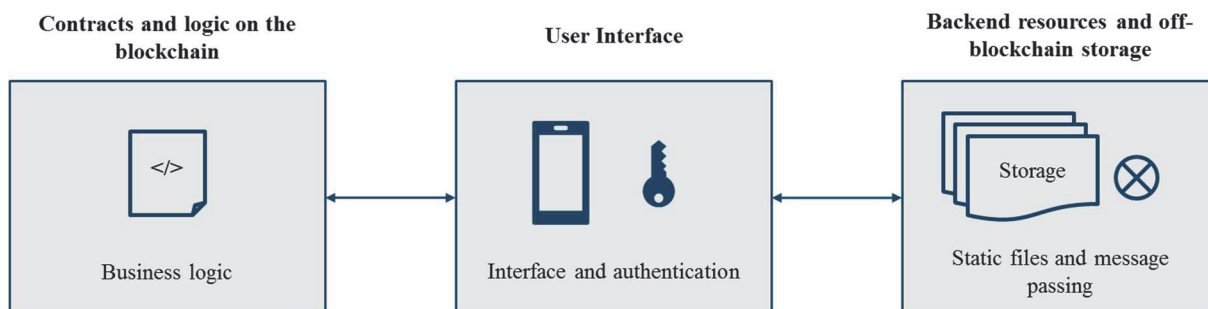 Contracts and logic on the
blockchain
User Interface
Backend resources and off-
blockchain storage
</>
Business logic
Interface and authentication
Storage
Static files and message
passing